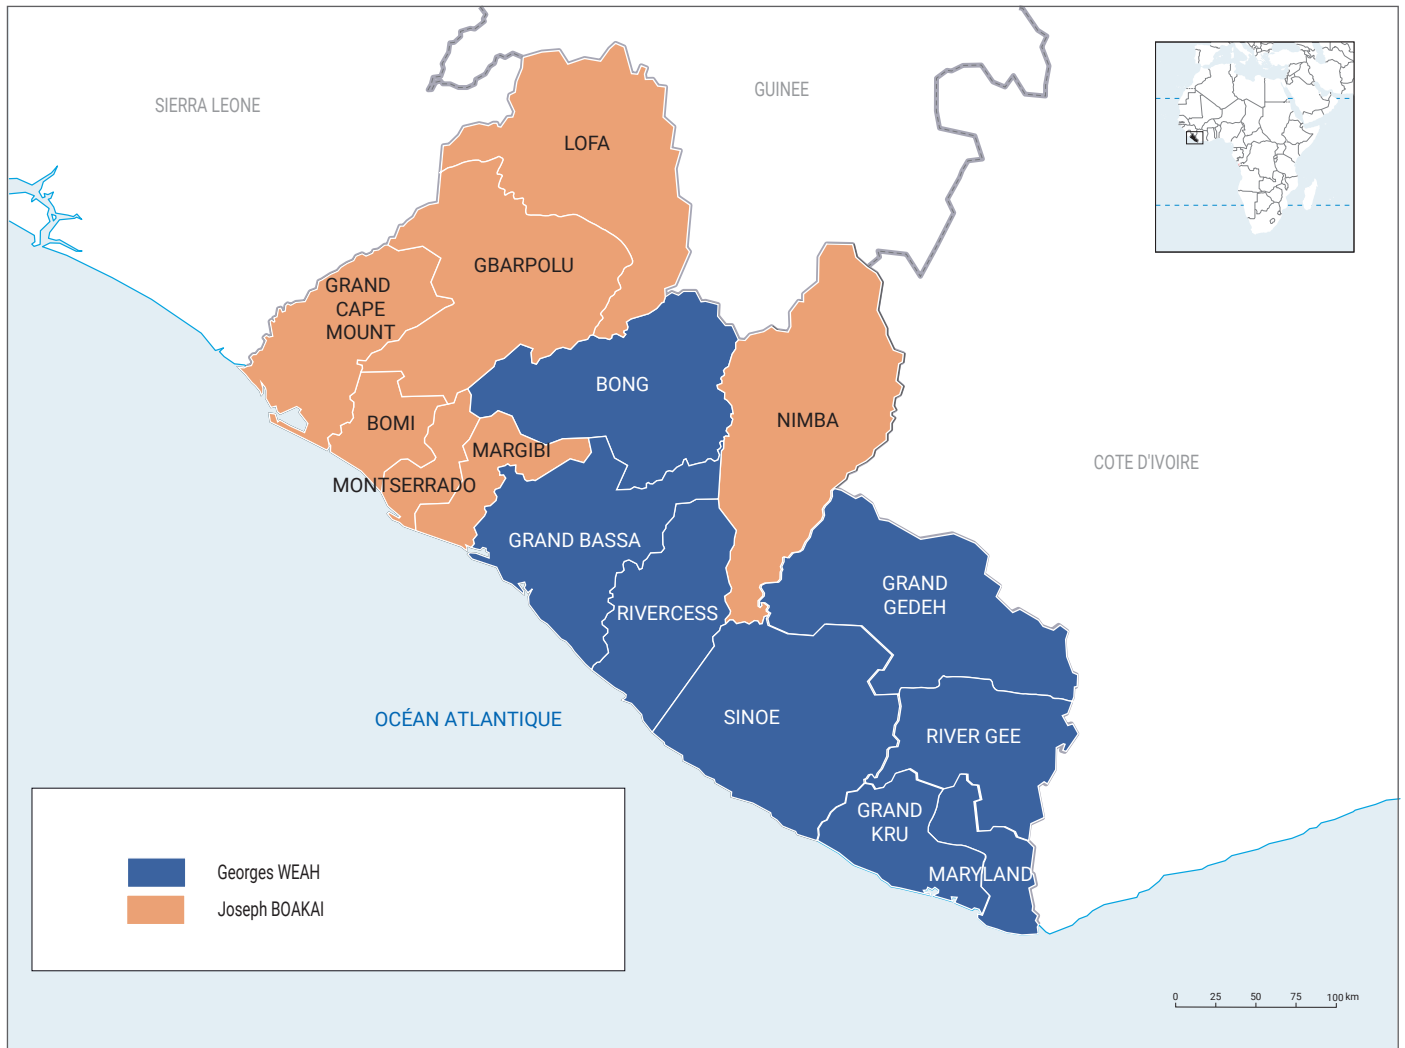 SIERRA LEONE
GUINEE
LOFA
GBARPOLU
GRAND
CAPE
MOUNT
BONG
NIMBA
BOMI
MARGIBI
COTE D'IVOIRE
MONTSERRADO
GRAND BASSA
GRAND
GEDEH
RIVERCESS
OCÉAN ATLANTIQUE
SINOE
RIVER GEE
GRAND
KRU
MARYLAND
Georges WEAH
Joseph BOAKAI
0 25 50 75 100 km